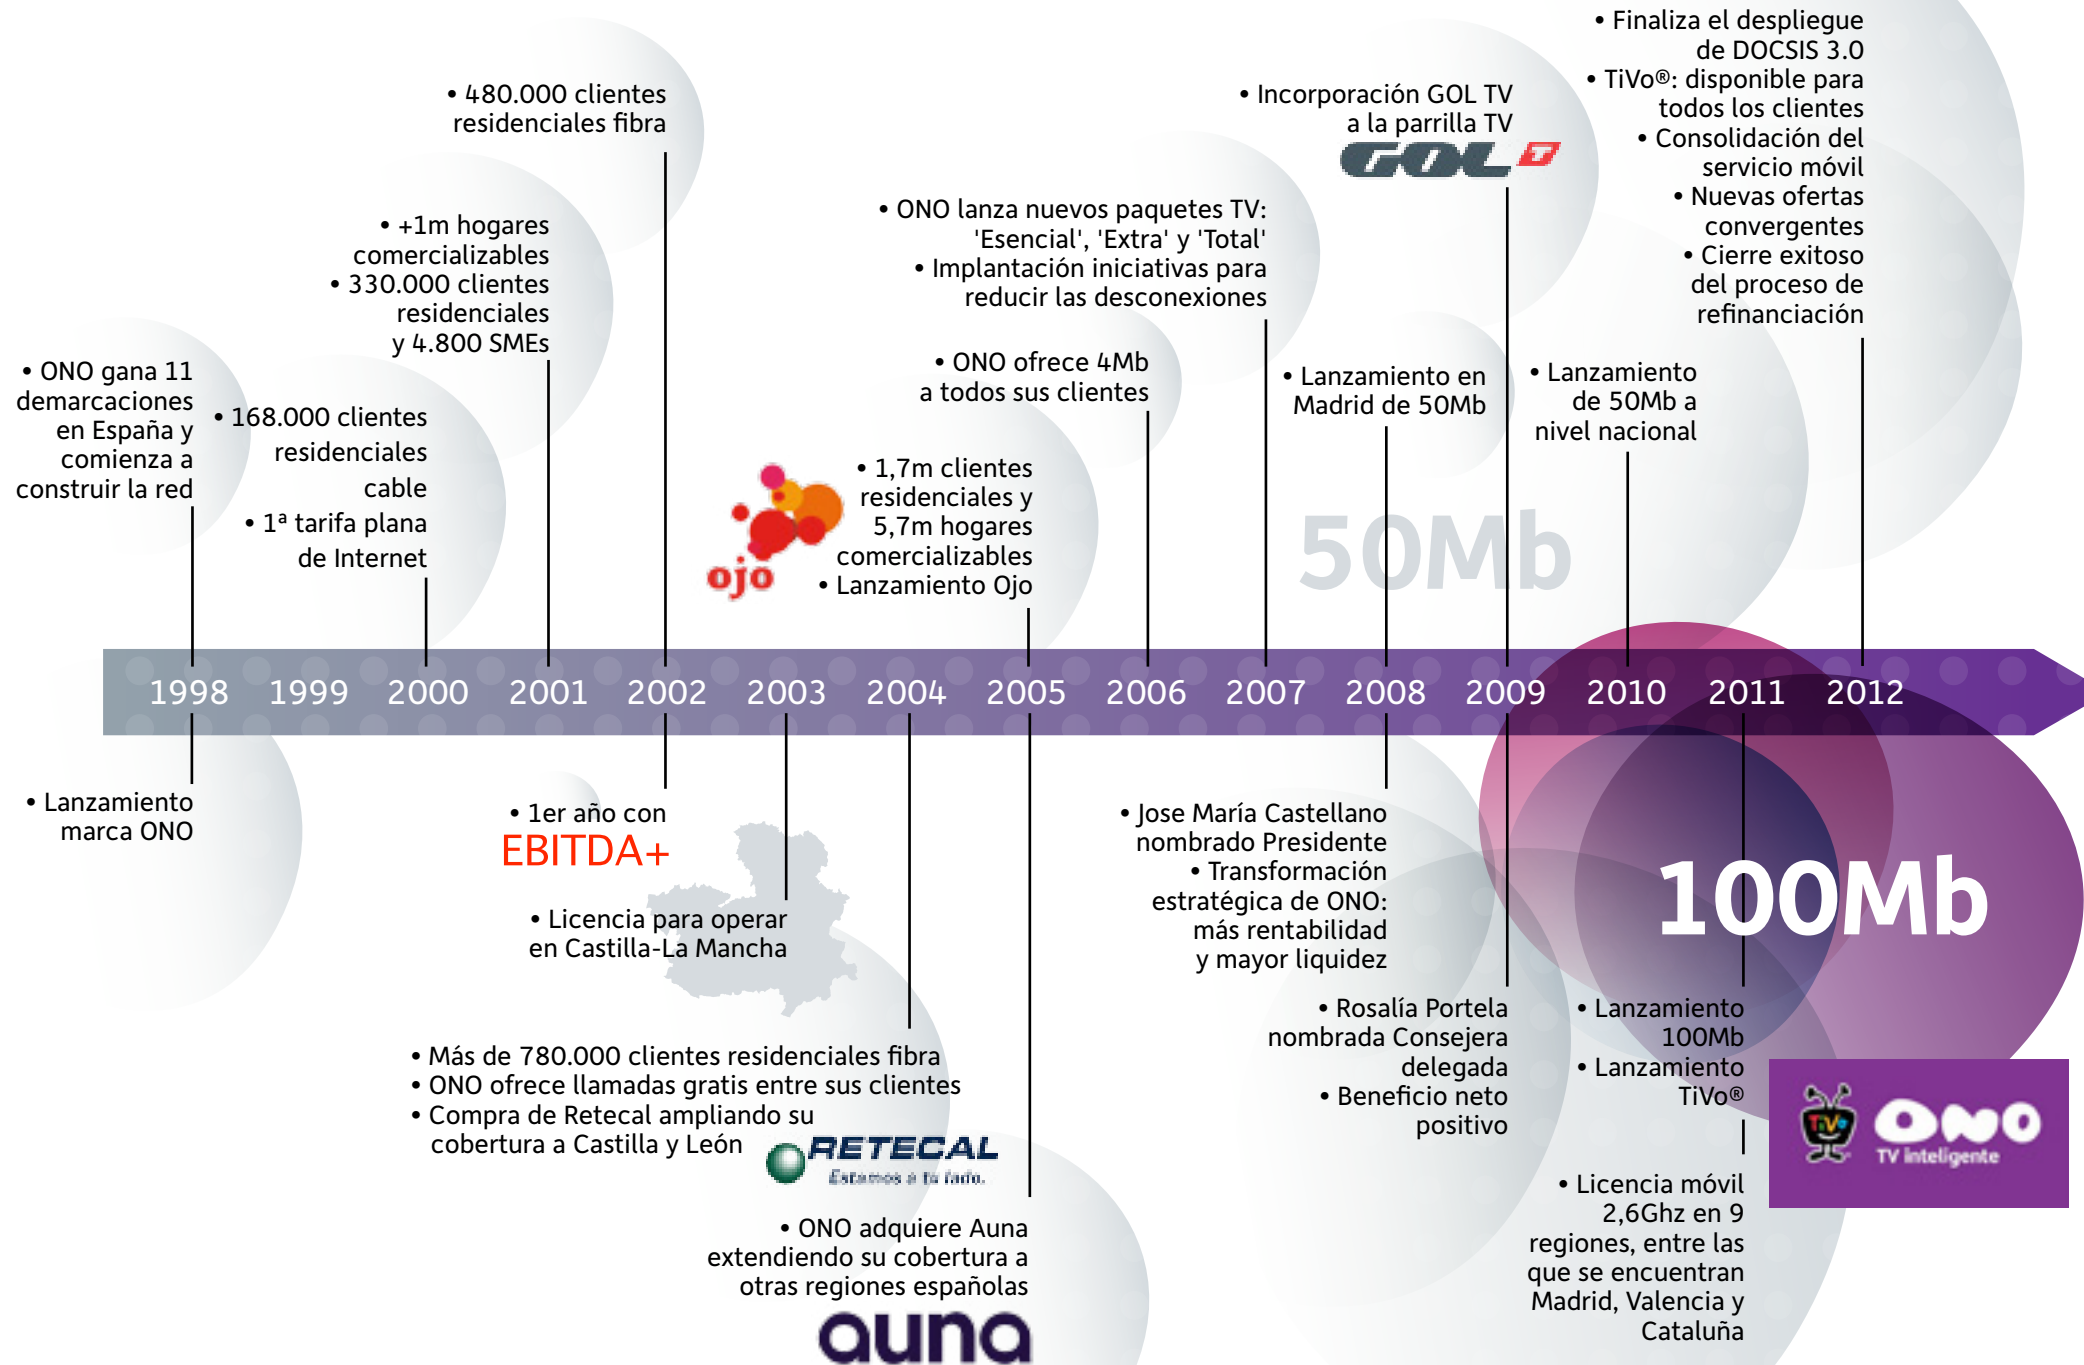 • Finaliza el despliegue
de DOCSIS 3.0
• TiVo®: disponible para
todos los clientes
• Consolidación del
servicio móvil
• Nuevas ofertas
convergentes
• Cierre exitoso
del proceso de
refinanciación
• 480.000 clientes
residenciales fibra
• Incorporación GOL TV
a la parrilla TV
GOL T
• +1m hogares
comercializables
• 330.000 clientes
residenciales
y 4.800 SMEs
• ONO lanza nuevos paquetes TV:
'Esencial', 'Extra' y 'Total'
• Implantación iniciativas para
reducir las desconexiones
• ONO gana 11
demarcaciones
en España y
comienza a
construir la red
• 168.000 clientes
residenciales
cable
• 1ª tarifa plana
de Internet
• ONO ofrece 4Mb
a todos sus clientes
• Lanzamiento en
Madrid de 50Mb
• Lanzamiento
de 50Mb a
nivel nacional
ojo
• 1,7m clientes
residenciales y
5,7m hogares
comercializables
• Lanzamiento Ojo
50Mb
1998 1999 2000 2001 2002 2003 2004 2005 2006 2007 2008 2009 2010 2011 2012
• Lanzamiento
marca ONO
• 1er año con
EBITDA+
• Licencia para operar
en Castilla-La Mancha
• Más de 780.000 clientes residenciales fibra
• ONO ofrece llamadas gratis entre sus clientes
• Compra de Retecal ampliando su
cobertura a Castilla y León
RETECAL
Estamos a tu lado.
• ONO adquiere Auna
extendiendo su cobertura a
otras regiones españolas
auna
• Jose María Castellano
nombrado Presidente
• Transformación
estratégica de ONO:
más rentabilidad
y mayor liquidez
• Rosalía Portela
nombrada Consejera
delegada
• Beneficio neto
positivo
100Mb
• Lanzamiento
100Mb
• Lanzamiento
TiVo®
TiVo
ONO
TV inteligente
• Licencia móvil
2,6Ghz en 9
regiones, entre las
que se encuentran
Madrid, Valencia y
Cataluña